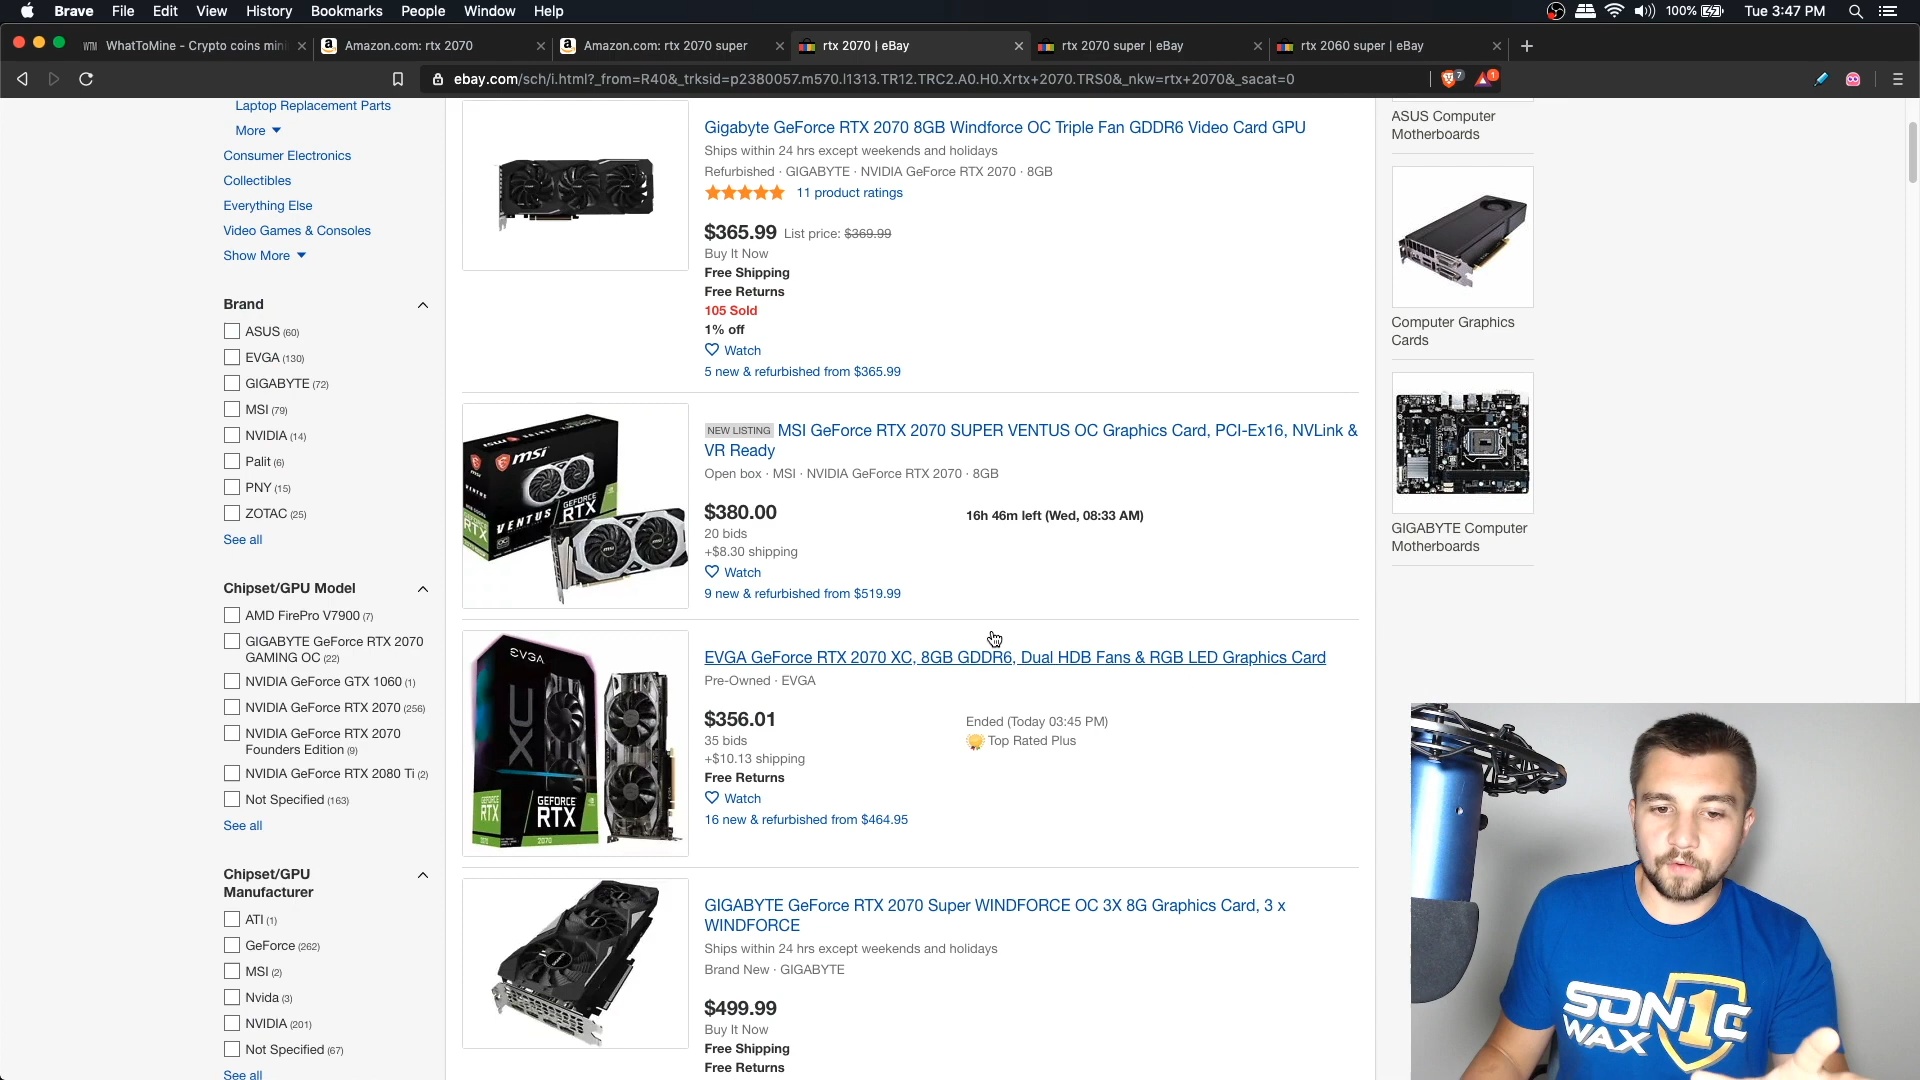 Brave File Edit View History Bookmarks People Window Help 100% Tue 3:47 PM
WTM WhatToMine - Crypto coins mini
Amazon.com: rtx 2070
Amazon.com: rtx 2070 super
rtx 2070 | eBay
rtx 2070 super | eBay
rtx 2060 super | eBay
ebay.com/sch/i.html?_from=R40&_trksid=p2380057.m570.l1313.TR12.TRC2.A0.H0.Xrtx+2070.TRS0&_nkw=rtx+2070&_sacat=0
7
1
Laptop Replacement Parts
More
Consumer Electronics
Collectibles
Everything Else
Video Games & Consoles
Show More
Brand
ASUS (60)
EVGA (130)
GIGABYTE (72)
MSI (79)
NVIDIA (14)
Palit (6)
PNY (15)
ZOTAC (25)
See all
Chipset/GPU Model
AMD FirePro V7900 (7)
GIGABYTE GeForce RTX 2070
GAMING OC (22)
NVIDIA GeForce GTX 1060 (1)
NVIDIA GeForce RTX 2070 (256)
NVIDIA GeForce RTX 2070
Founders Edition (9)
NVIDIA GeForce RTX 2080 Ti (2)
Not Specified (163)
See all
Chipset/GPU
Manufacturer
ATI (1)
GeForce (262)
MSI (2)
Nvida (3)
NVIDIA (201)
Not Specified (67)
See all
Gigabyte GeForce RTX 2070 8GB Windforce OC Triple Fan GDDR6 Video Card GPU
Ships within 24 hrs except weekends and holidays
Refurbished · GIGABYTE · NVIDIA GeForce RTX 2070 · 8GB
11 product ratings
$365.99 List price: $369.99
Buy It Now
Free Shipping
Free Returns
105 Sold
1% off
Watch
5 new & refurbished from $365.99
msi
VENTUS
GEFORCE
RTX
NEW LISTING MSI GeForce RTX 2070 SUPER VENTUS OC Graphics Card, PCI-Ex16, NVLink &
VR Ready
Open box · MSI · NVIDIA GeForce RTX 2070 · 8GB
$380.00
16h 46m left (Wed, 08:33 AM)
20 bids
+$8.30 shipping
Watch
9 new & refurbished from $519.99
EVGA
XC
GEFORCE
RTX
GEFORCE
RTX
2070
EVGA GeForce RTX 2070 XC, 8GB GDDR6, Dual HDB Fans & RGB LED Graphics Card
Pre-Owned · EVGA
$356.01
Ended (Today 03:45 PM)
35 bids
Top Rated Plus
+$10.13 shipping
Free Returns
Watch
16 new & refurbished from $464.95
GIGABYTE GeForce RTX 2070 Super WINDFORCE OC 3X 8G Graphics Card, 3 x
WINDFORCE
Ships within 24 hrs except weekends and holidays
Brand New · GIGABYTE
$499.99
Buy It Now
Free Shipping
Free Returns
ASUS Computer
Motherboards
Computer Graphics
Cards
GIGABYTE Computer
Motherboards
SON1C
WAX